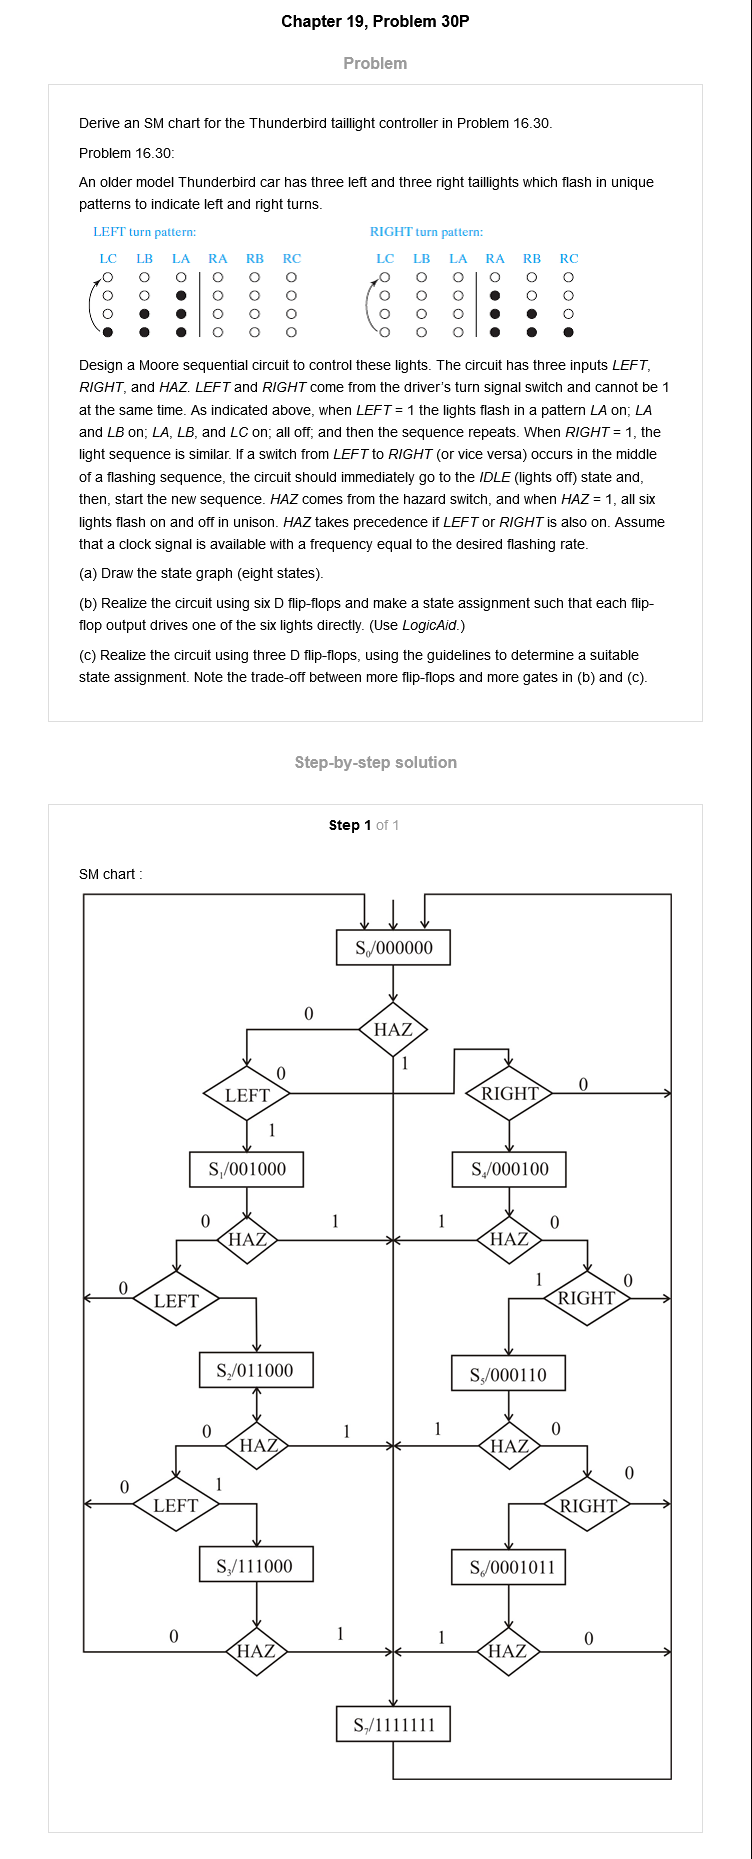 Chapter 19, Problem 30P
Problem
Derive an SM chart for the Thunderbird taillight controller in Problem 16.30.
Problem 16.30:
An older model Thunderbird car has three left and three right taillights which flash in unique
patterns to indicate left and right turns.
LEFT turn pattern:
RIGHT turn pattern:
LC LB LA RA RB RC
LC LB LA RA RB RC
Design a Moore sequential circuit to control these lights. The circuit has three inputs LEFT,
RIGHT, and HAZ. LEFT and RIGHT come from the driver's turn signal switch and cannot be 1
at the same time. As indicated above, when LEFT = 1 the lights flash in a pattern LA on; LA
and LB on; LA, LB, and LC on; all off; and then the sequence repeats. When RIGHT = 1, the
light sequence is similar. If a switch from LEFT to RIGHT (or vice versa) occurs in the middle
of a flashing sequence, the circuit should immediately go to the IDLE (lights off) state and,
then, start the new sequence. HAZ comes from the hazard switch, and when HAZ = 1, all six
lights flash on and off in unison. HAZ takes precedence if LEFT or RIGHT is also on. Assume
that a clock signal is available with a frequency equal to the desired flashing rate.
(a) Draw the state graph (eight states).
(b) Realize the circuit using six D flip-flops and make a state assignment such that each flip-
flop output drives one of the six lights directly. (Use LogicAid.)
(c) Realize the circuit using three D flip-flops, using the guidelines to determine a suitable
state assignment. Note the trade-off between more flip-flops and more gates in (b) and (c).
Step-by-step solution
Step 1 of 1
SM chart :
S₀/000000
0
HAZ
1
0
LEFT
RIGHT
0
1
S₁/001000
S₄/000100
0
HAZ
1
1
HAZ
0
0
LEFT
1
RIGHT
0
S₂/011000
S₅/000110
0
HAZ
1
1
HAZ
0
0
LEFT
1
RIGHT
0
S₃/111000
S₆/0001011
0
HAZ
1
1
HAZ
0
S₇/1111111